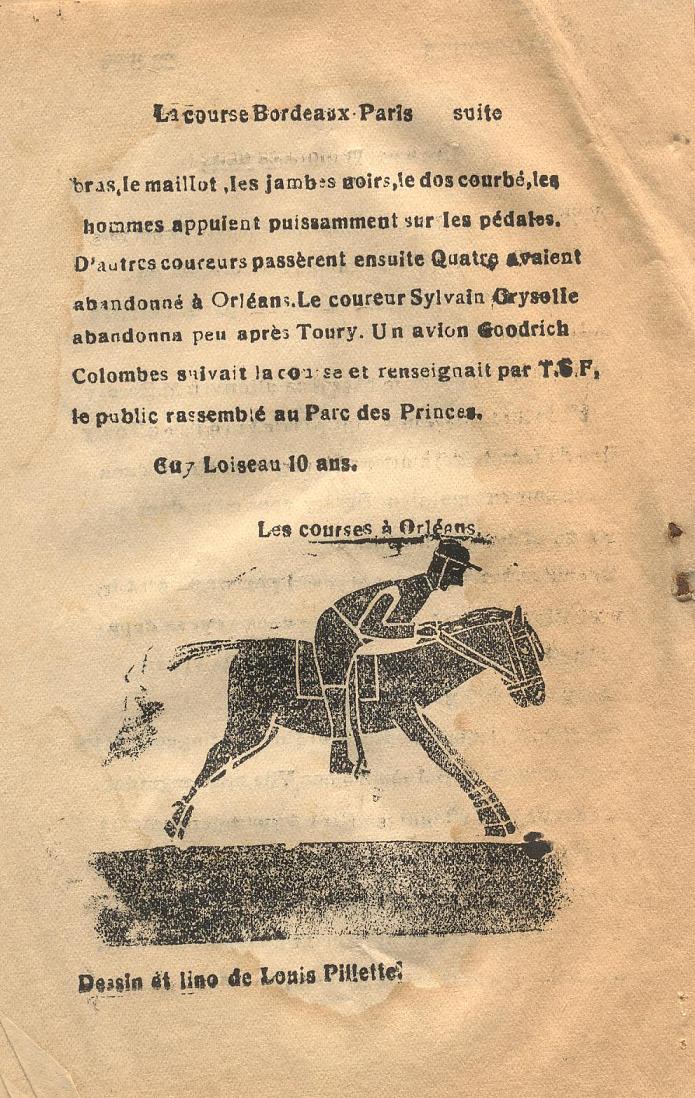 La course Bordeaux-Paris suite
bras, le maillot ,les jambes noirs, le dos courbé, les
hommes appuient puissamment sur les pédales.
D'autres coureurs passèrent ensuite Quatre avaient
abandonné à Orléans. Le coureur Sylvain Grysolle
abandonna peu après Toury. Un avion Goodrich
Colombes suivait la course et renseignait par T.S.F,
le public rassemblé au Parc des Princes.
Guy Loiseau 10 ans.
Les courses à Orléans.
Dessin et lino de Louis Pillette